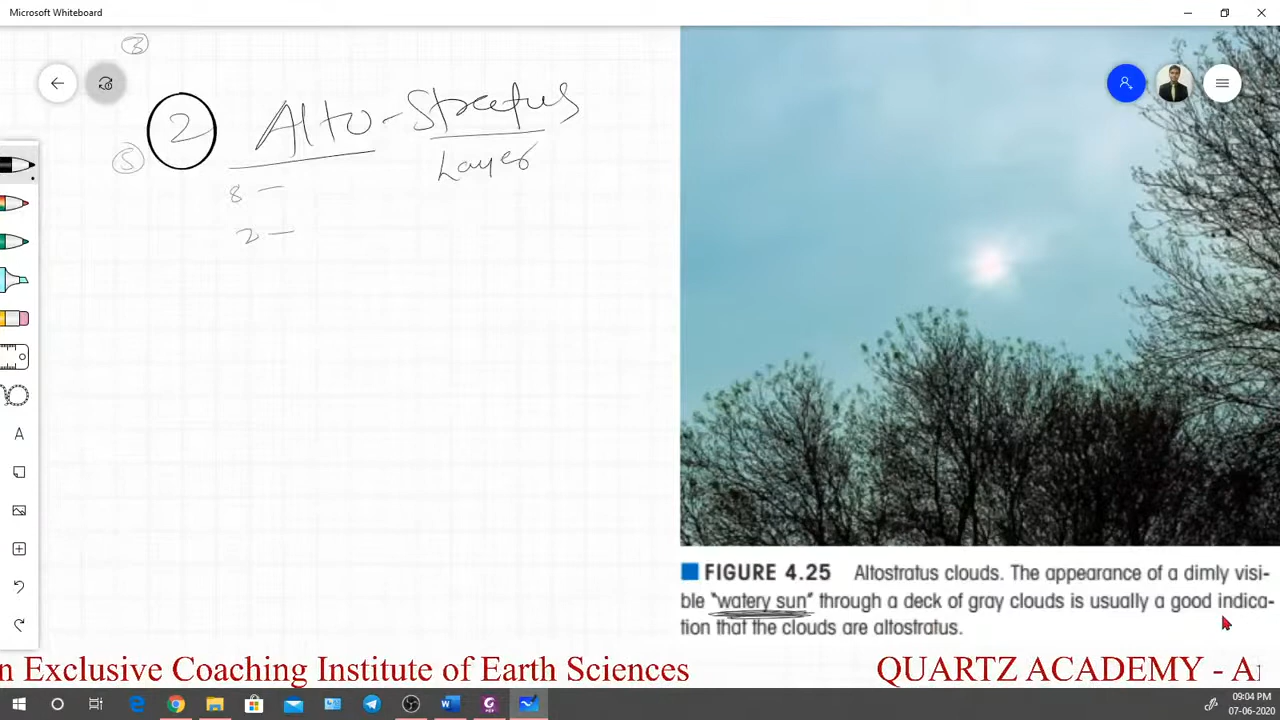 Microsoft Whiteboard
3
2 Alto-Stratus
5
Layer
8 –
2 –
A
FIGURE 4.25 Altostratus clouds. The appearance of a dimly visi-
ble "watery sun" through a deck of gray clouds is usually a good indica-
tion that the clouds are altostratus.
n Exclusive Coaching Institute of Earth Sciences QUARTZ ACADEMY - A
09:04 PM
07-06-2020